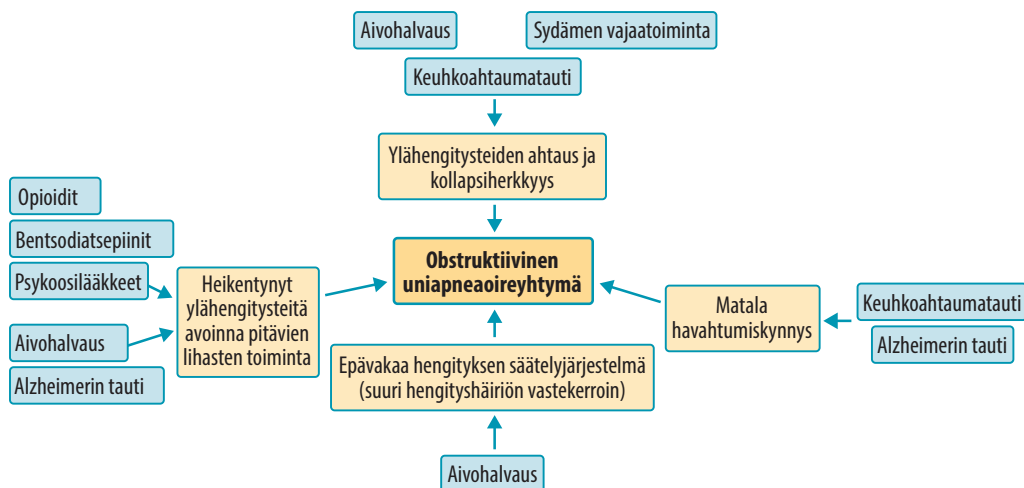 Aivohalvaus
Sydämen vajaatoiminta
Keuhkoahtaumatauti
Ylähengitysteiden ahtaus ja
kollapsiherkkyys
Opioidit
Bentsodiatsepiinit
Psykoosilääkkeet
Aivohalvaus
Alzheimerin tauti
Heikentynyt
ylähengitysteitä
avoinna pitävien
lihasten toiminta
Obstruktiivinen
uniapneaoireyhtymä
Matala
havahtumiskynnys
Keuhkoahtaumatauti
Alzheimerin tauti
Epävakaa hengityksen säätelyjärjestelmä
(suuri hengityshäiriön vastekerroin)
Aivohalvaus